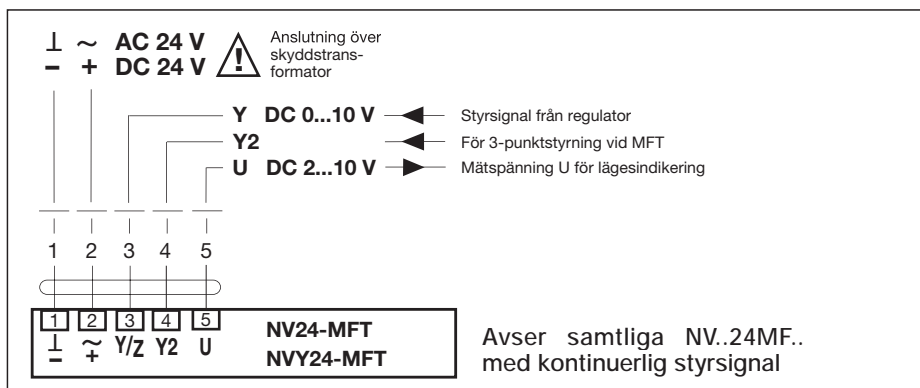 ⊥ ~ AC 24 V
– + DC 24 V
Anslutning över
skyddstrans-
formator
Y DC 0...10 V
Styrsignal från regulator
Y2
För 3-punktstyrning vid MFT
U DC 2...10 V
Mätspänning U för lägesindikering
1 2 3 4 5
1 2 3 4 5
⊥ ~ Y/Z Y2 U
– +
NV24-MFT
NVY24-MFT
Avser samtliga NV..24MF..
med kontinuerlig styrsignal